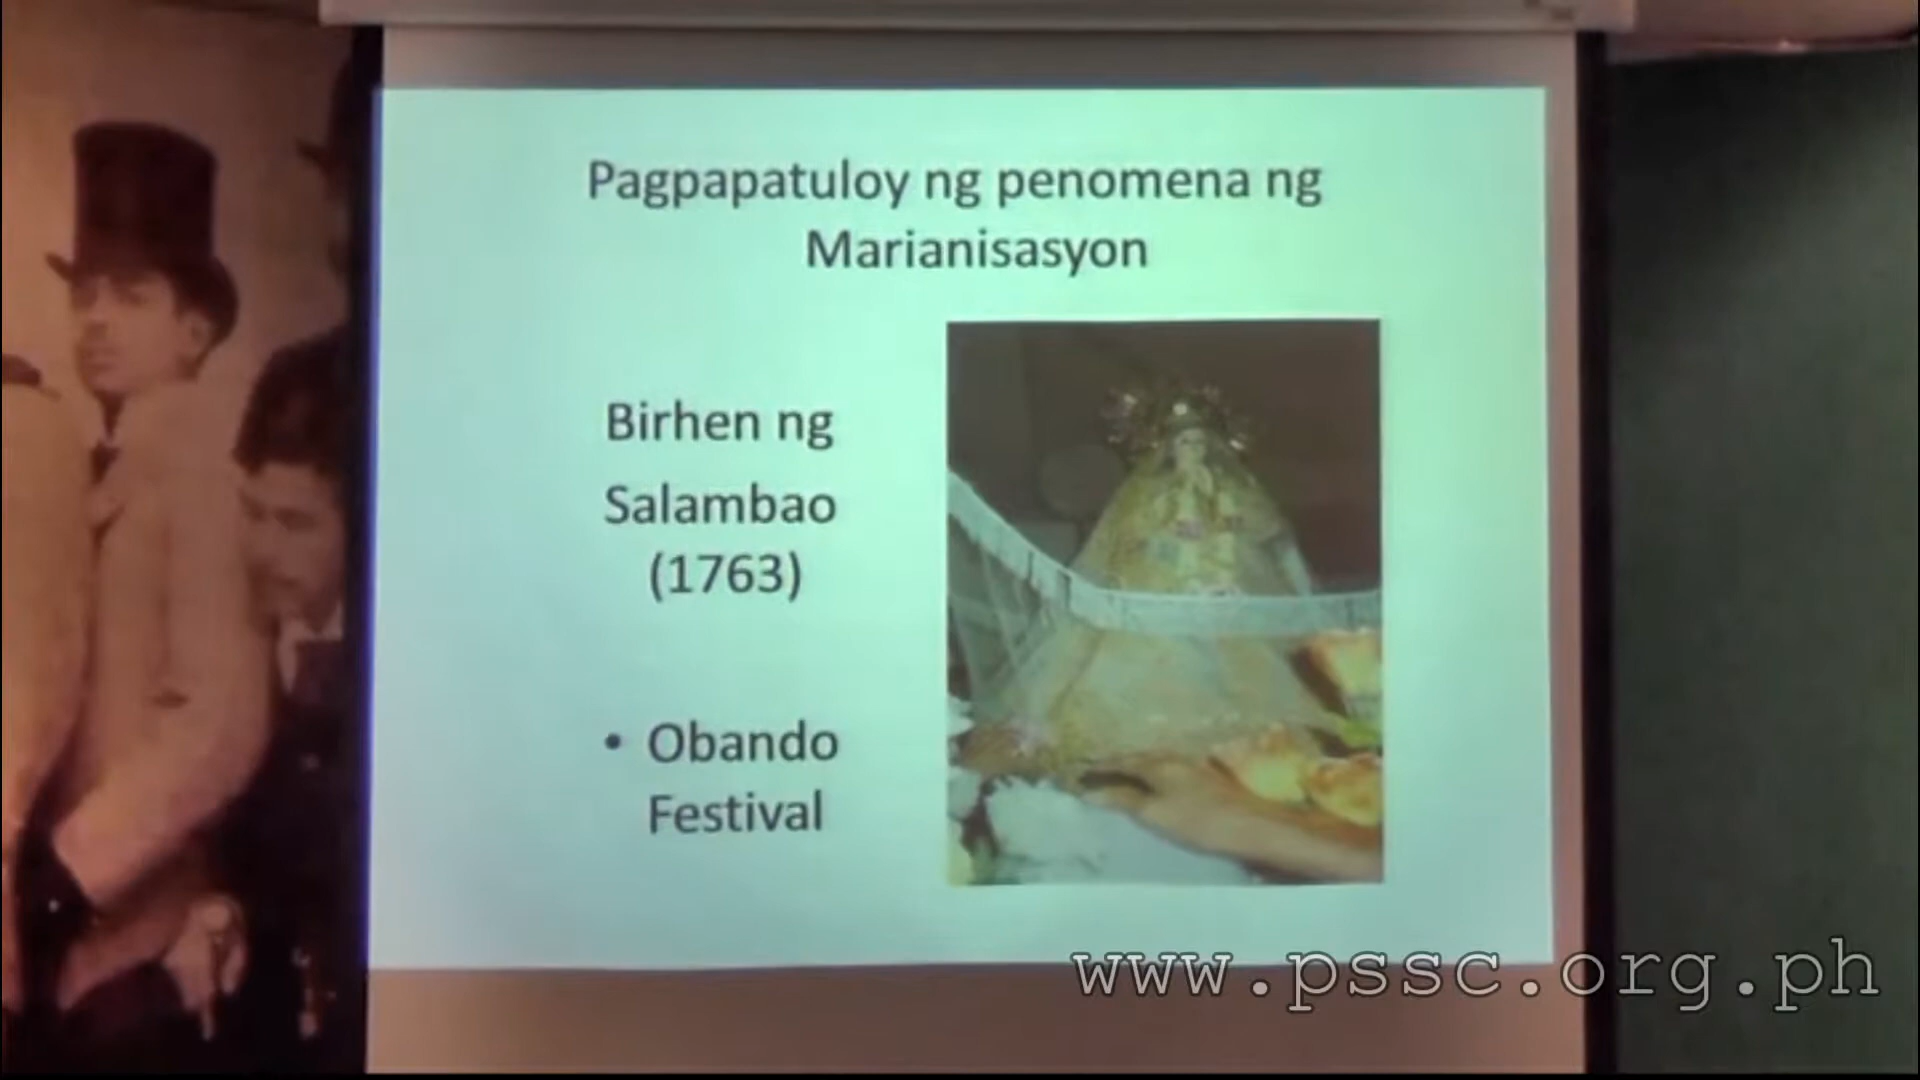 Pagpapatuloy ng penomena ng
Marianisasyon
Birhen ng
Salambao
(1763)
• Obando
Festival
www.pssc.org.ph